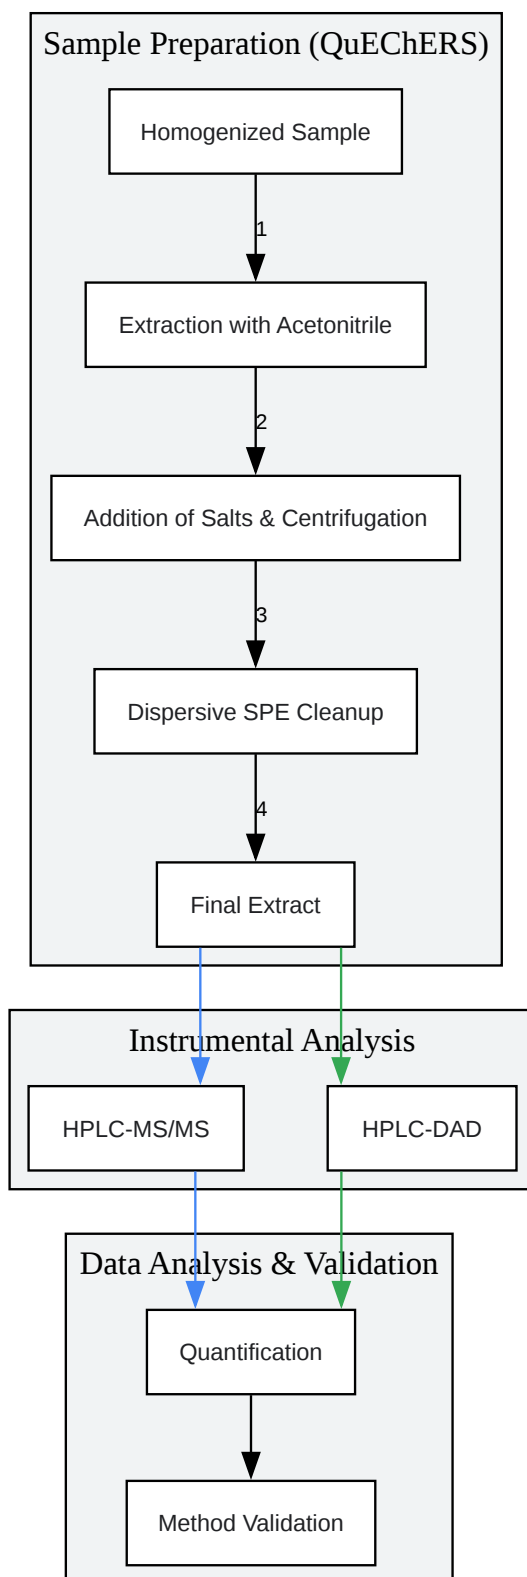 Sample Preparation (QuEChERS)
Homogenized Sample
1
Extraction with Acetonitrile
2
Addition of Salts & Centrifugation
3
Dispersive SPE Cleanup
4
Final Extract
Instrumental Analysis
HPLC-MS/MS
HPLC-DAD
Data Analysis & Validation
Quantification
Method Validation